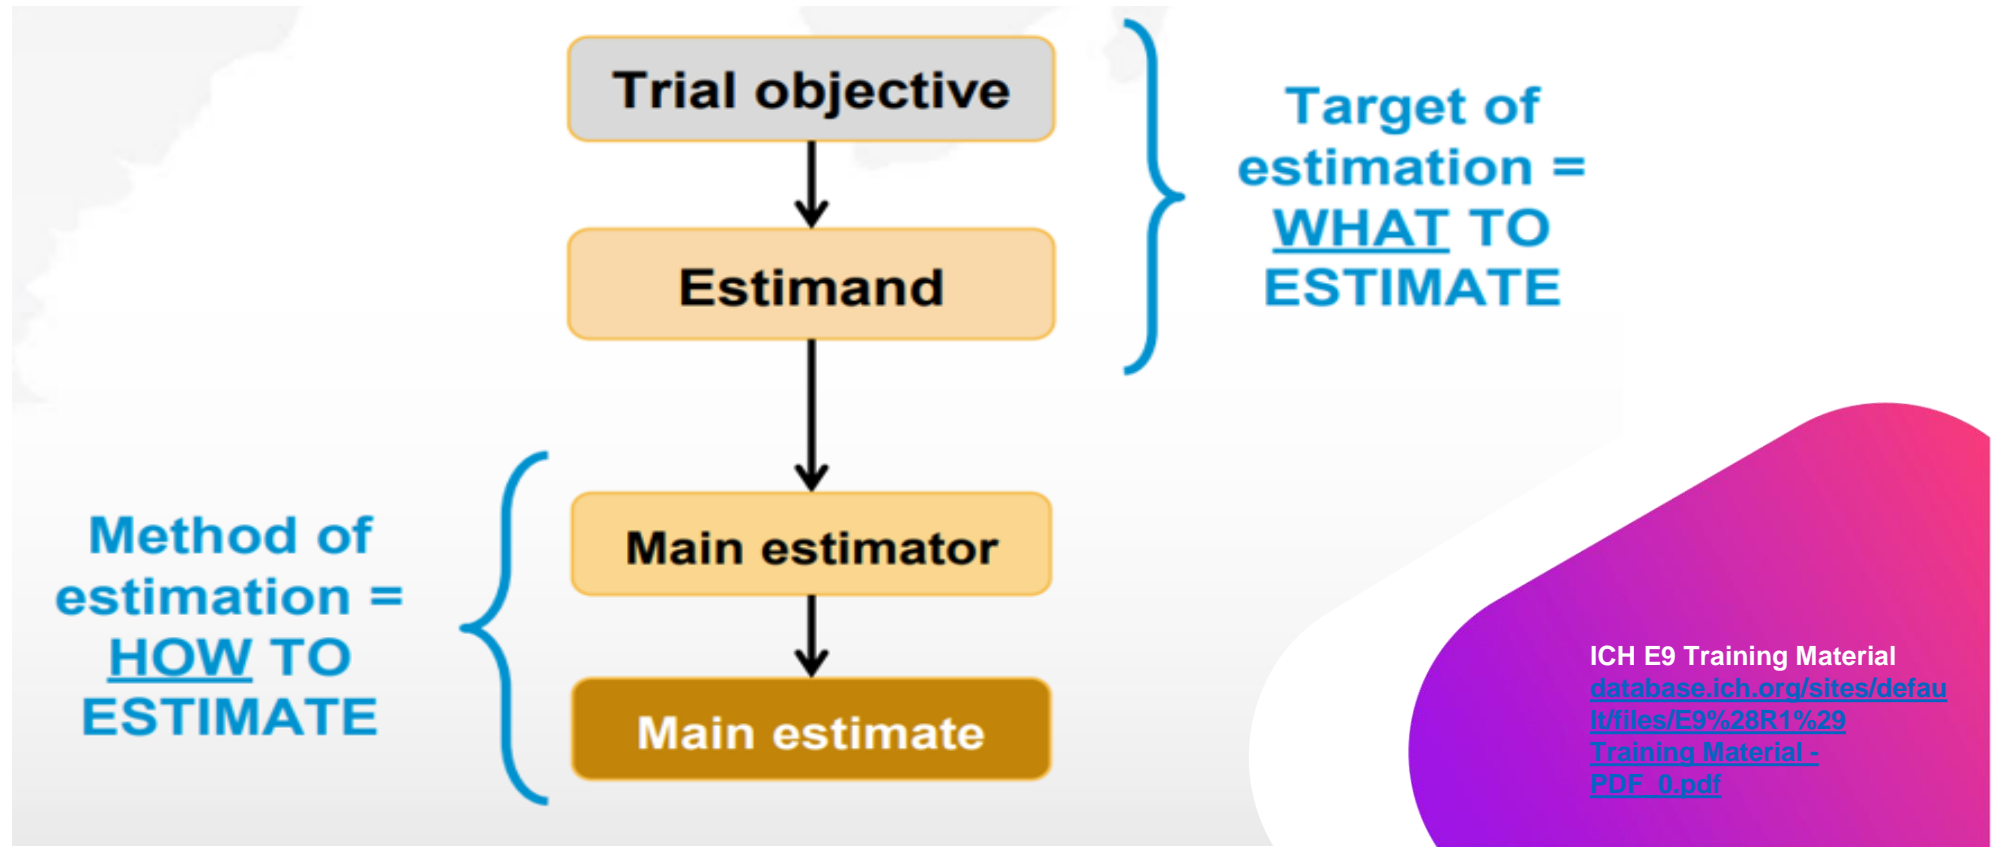 Trial objective
Target of
estimation =
WHAT TO
ESTIMATE
Estimand
Method of
estimation =
HOW TO
ESTIMATE
Main estimator
Main estimate
ICH E9 Training Material
database.ich.org/sites/defau
lt/files/E9%28R1%29
Training Material -
PDF_0.pdf